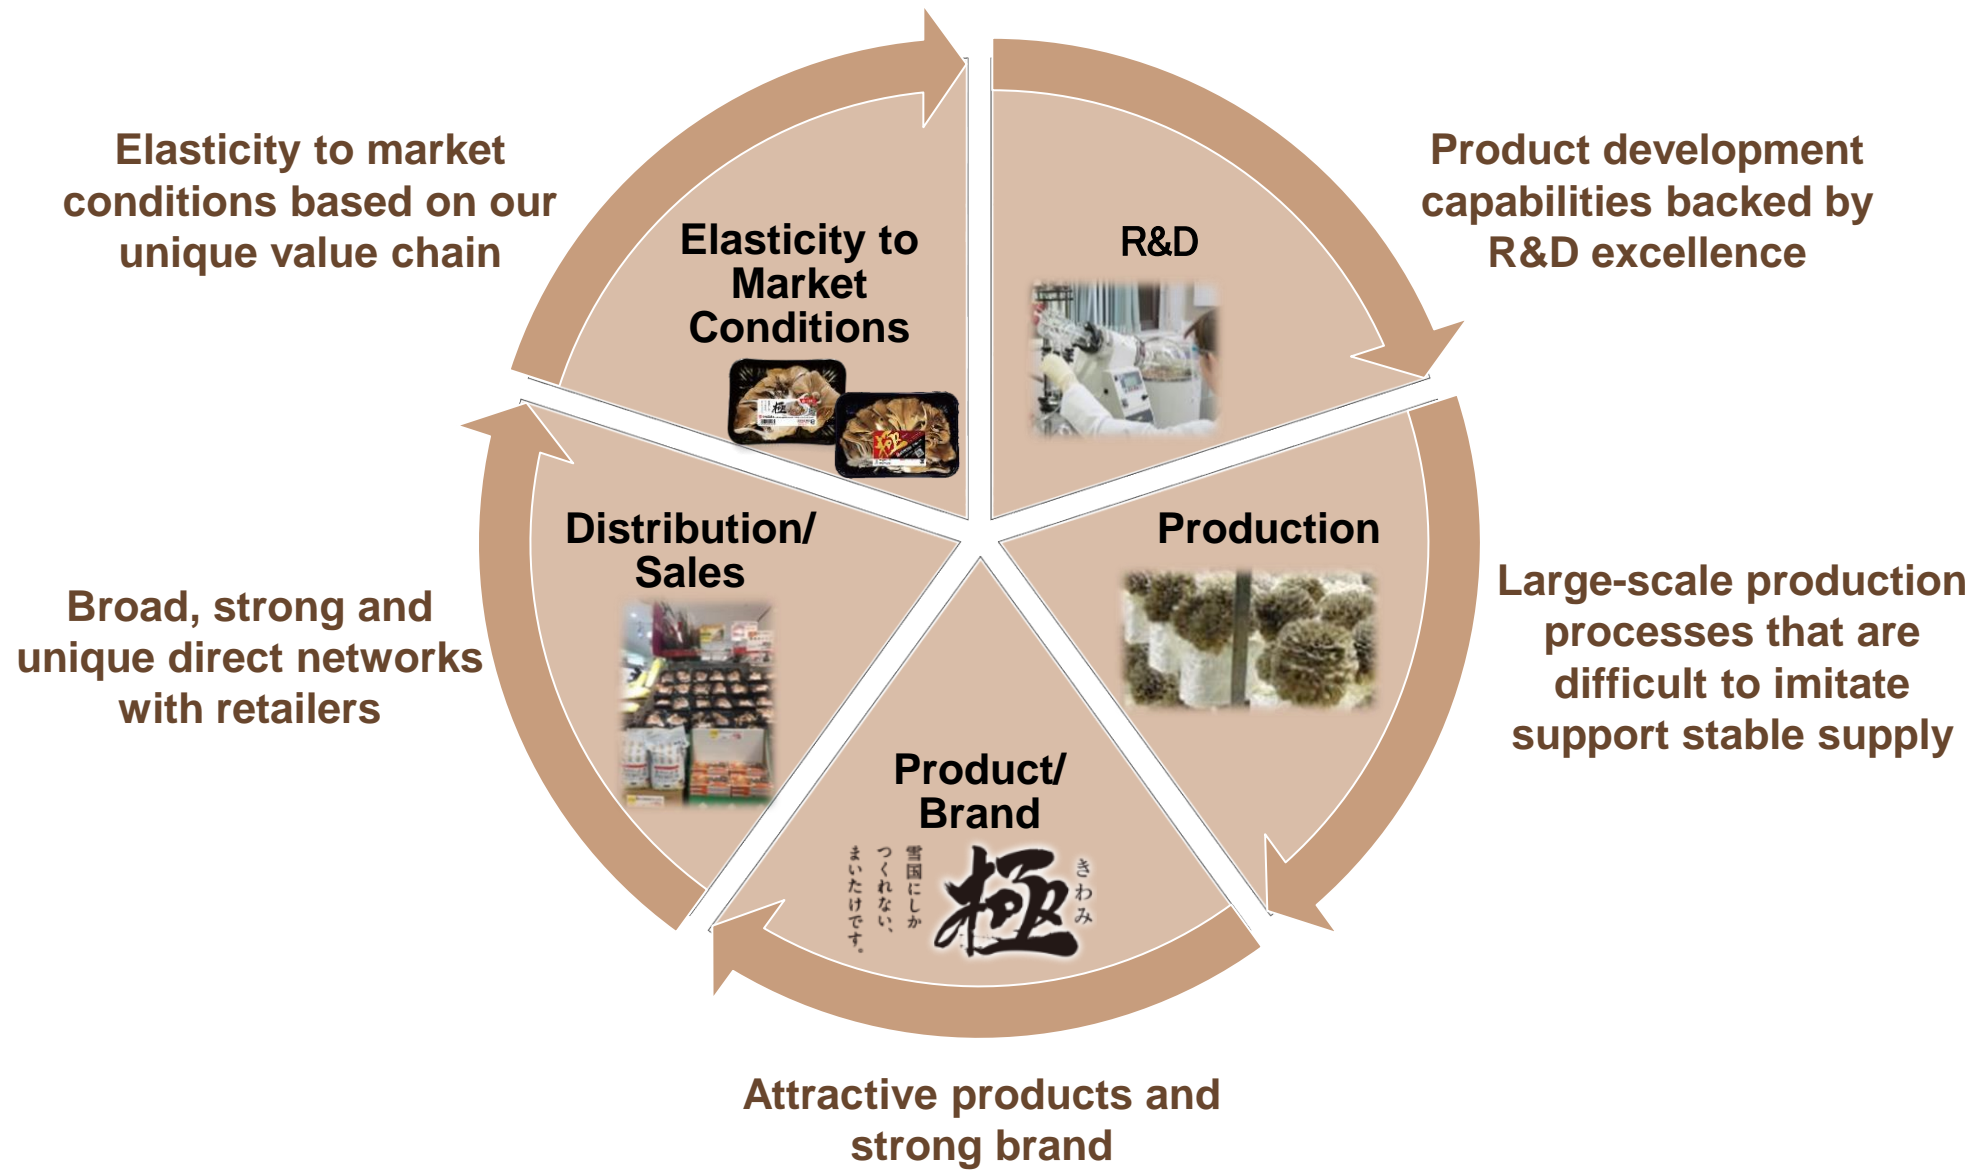 Elasticity to market
conditions based on our
unique value chain
Elasticity to
Market
Conditions
極
極
R&D
Product development
capabilities backed by
R&D excellence
Distribution/
Sales
Broad, strong and
unique direct networks
with retailers
Production
Large-scale production
processes that are
difficult to imitate
support stable supply
Product/
Brand
きわみ
極
雪国にしか
つくれない、
まいたけです。
Attractive products and
strong brand